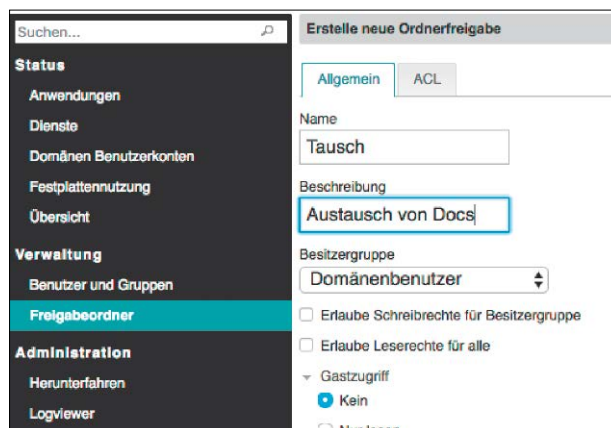 Suchen...
Status
Anwendungen
Dienste
Domänen Benutzerkonten
Festplattennutzung
Übersicht
Verwaltung
Benutzer und Gruppen
Freigabeordner
Administration
Herunterfahren
Logviewer
Erstelle neue Ordnerfreigabe
Allgemein ACL
Name
Tausch
Beschreibung
Austausch von Docs
Besitzergruppe
Domänenbenutzer
Erlaube Schreibrechte für Besitzergruppe
Erlaube Leserechte für alle
Gastzugriff
Kein